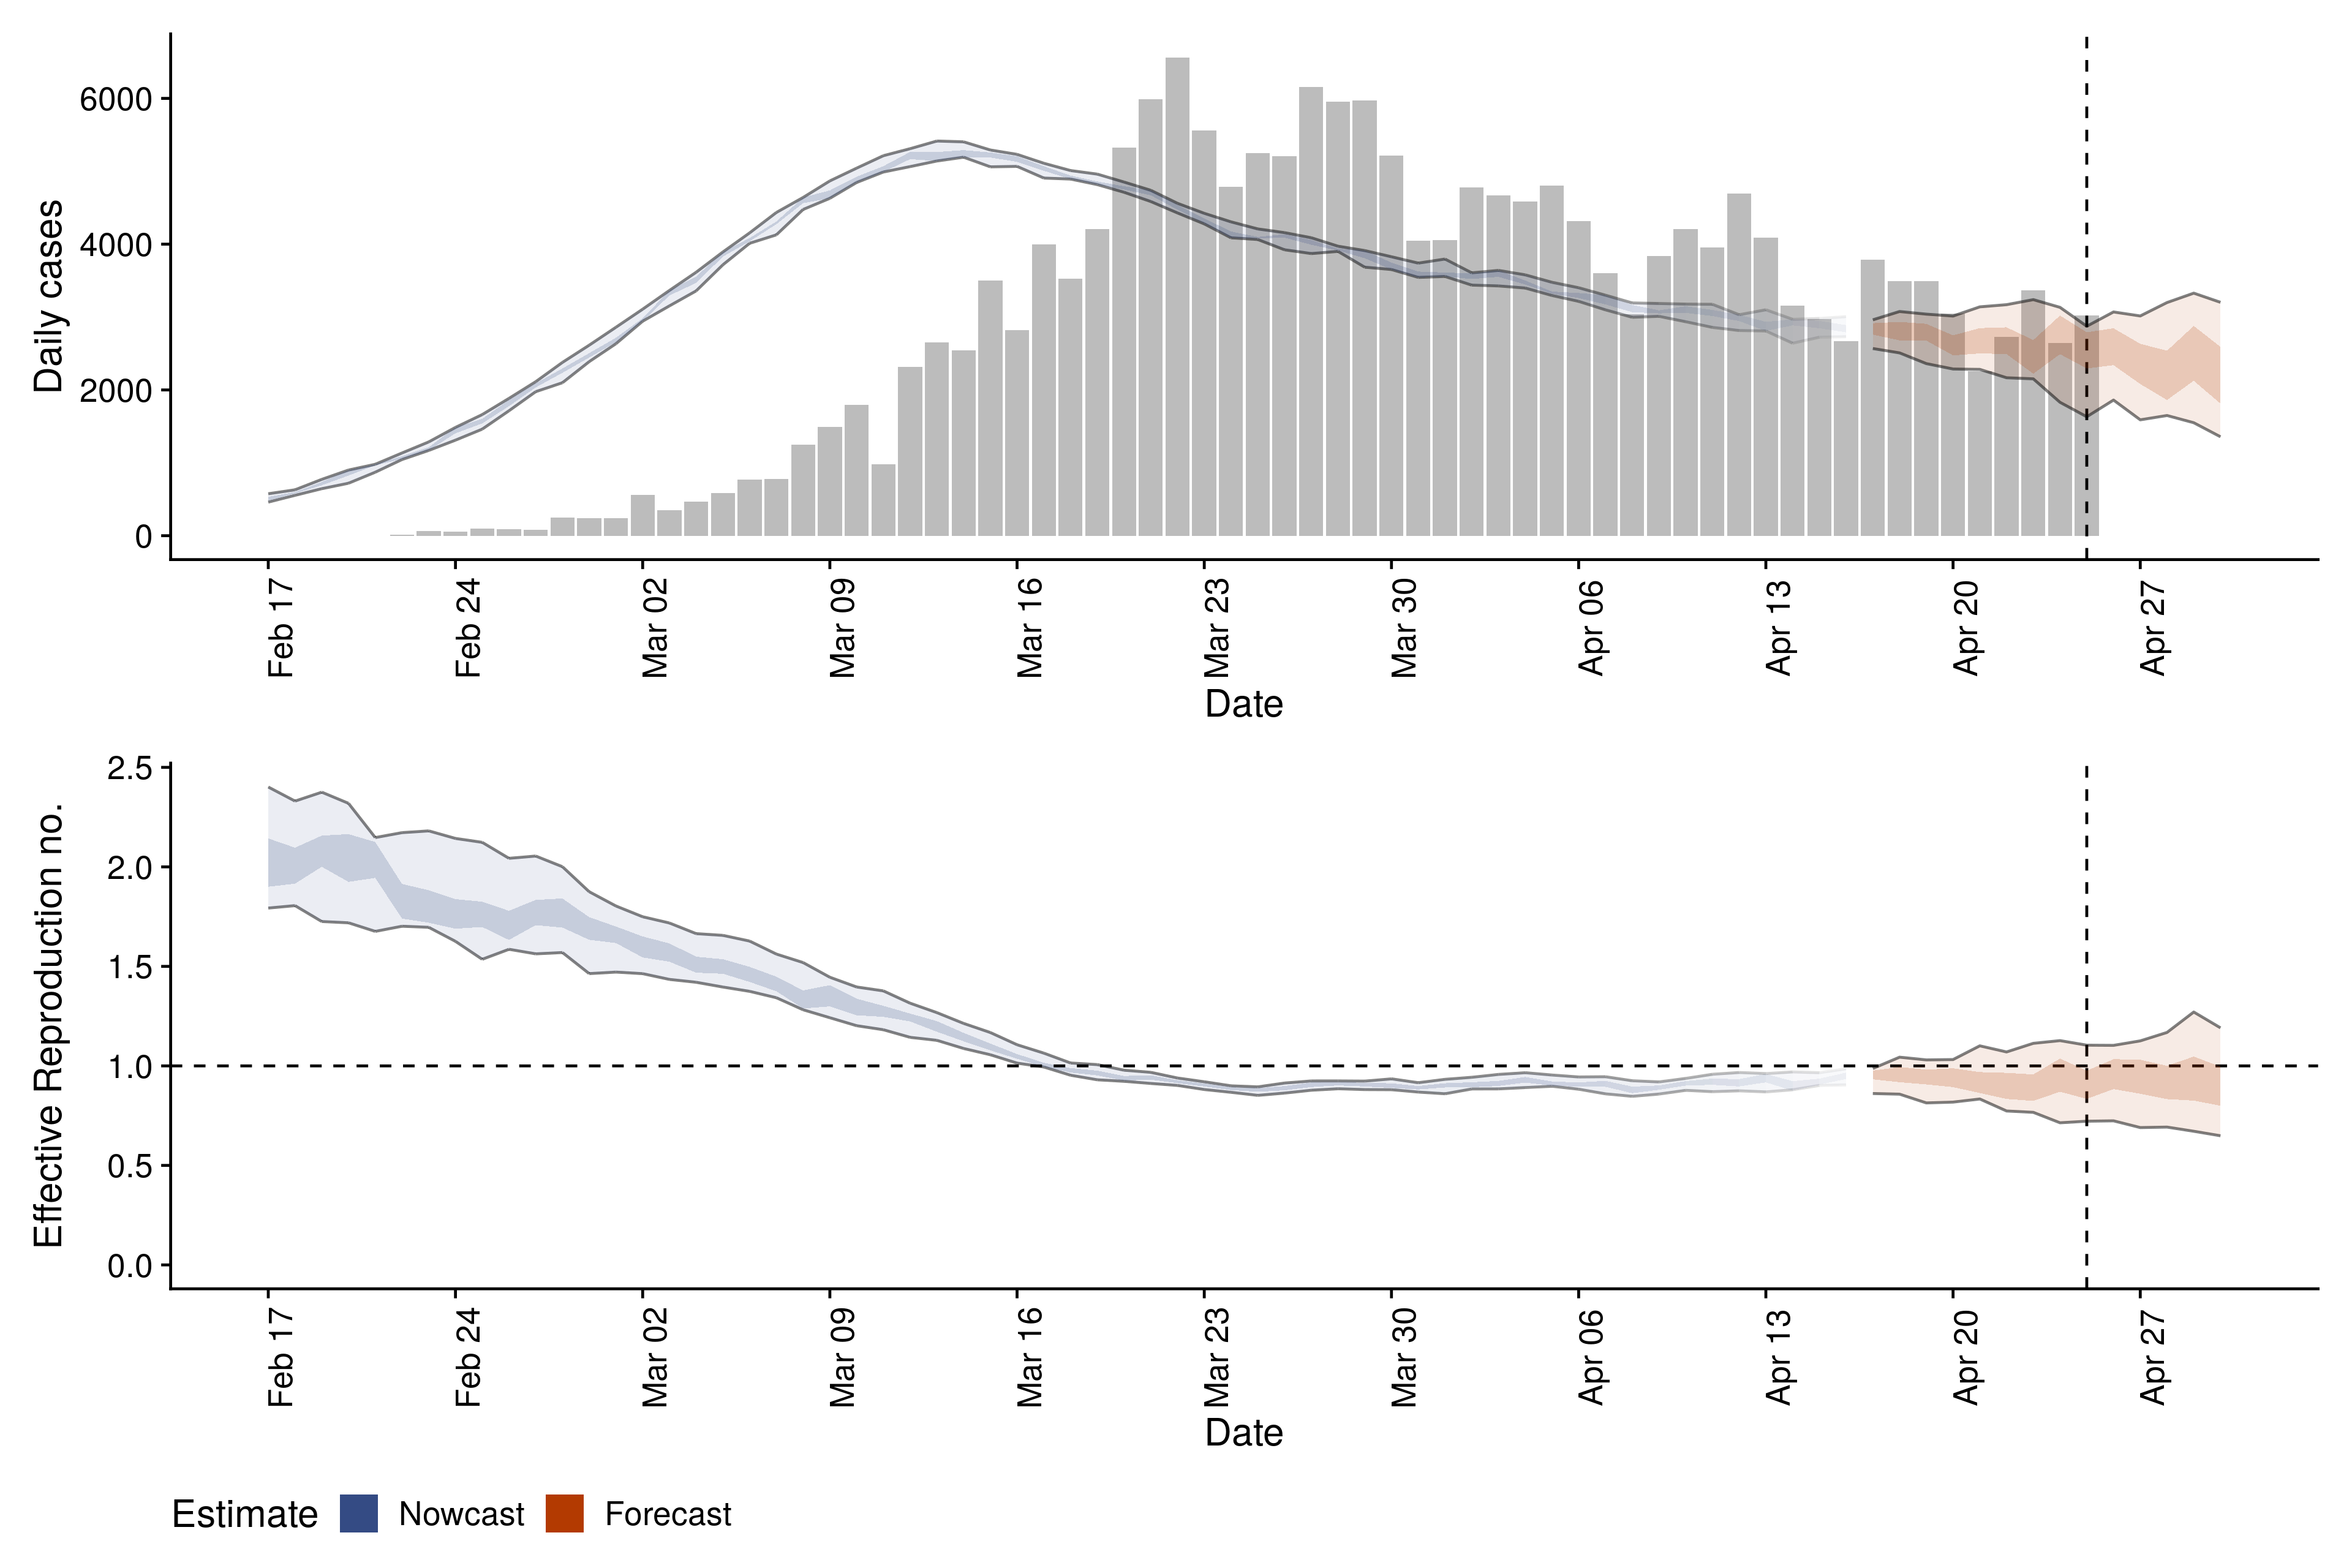 Daily cases
6000
4000
2000
0
Feb 17
Feb 24
Mar 02
Mar 09
Mar 16
Mar 23
Mar 30
Apr 06
Apr 13
Apr 20
Apr 27
Date
Effective Reproduction no.
2.5
2.0
1.5
1.0
0.5
0.0
Feb 17
Feb 24
Mar 02
Mar 09
Mar 16
Mar 23
Mar 30
Apr 06
Apr 13
Apr 20
Apr 27
Date
Estimate Nowcast Forecast